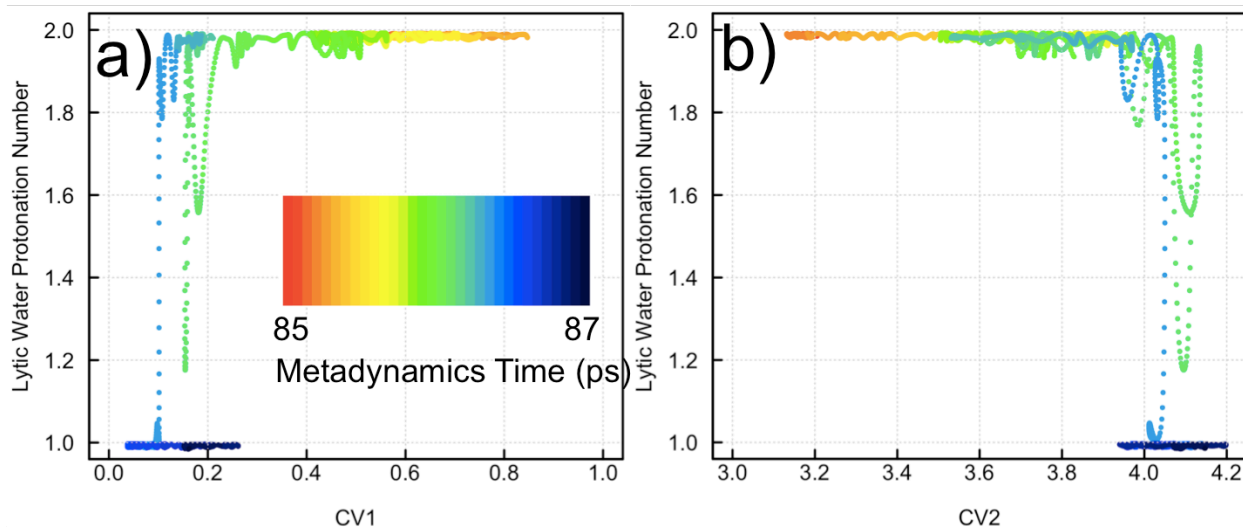 a)
Lytic Water Protonation Number
2.0
1.8
1.6
1.4
1.2
1.0
0.0 0.2 0.4 0.6 0.8 1.0
CV1
85 87
Metadynamics Time (ps)
b)
Lytic Water Protonation Number
2.0
1.8
1.6
1.4
1.2
1.0
3.0 3.2 3.4 3.6 3.8 4.0 4.2
CV2